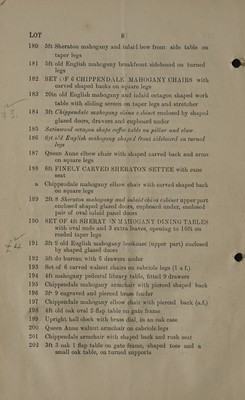 LOT 8
180 5ft Sheraton mahogany and inlaid bow front side table on
taper legs
181 5ft old English mahogany breakfront sideboard on turned
legs
182 SET OF 6 CHIPPENDALE MAHOGANY CHAIRS with
carved shaped backs on square legs
183 20in old English mahogany and inlaid octagon shaped work
table with sliding screen on taper legs and stretcher
184 3ft Chippendale mahogany china cabinet enclosed by shaped
glazed doors, drawers and cupboard under
185 Satinwood octagon shape coffee table on pillar and claw
186 6ft old English mahogany shaped front sideboard on turned
legs
187 Queen Anne elbow chair with shaped carved back and arms
on square legs
188 6ft FINELY CARVED SHERATON SETTEE with cane
seat
a Chippendale mahogany elbow chair with carved shaped back
on square legs
189 2ft 8 Sheraton mahogany and inlaid china cabinet upper part
enclosed shaped glazed doors, cupboard under, enclosed
pair of oval inlaid panel doors
190 SET OF 4ft SHERATON MAHOGANY DINING TABLES
with oval ends and 3 extra leaves, opening to 16ft on
reeded taper legs
191 3ft 2 old English mahogany bookcase (upper part) enclosed
by shaped glazed doors
192 3ft do bureau with 5 drawers under
193 Set of 6 carved walnut chairs on cabriole legs (1 a.f.)
194 4ft mahogany pedestal library table, fitted 9 drawers
195 Chippendale mahogany armchair with pierced shaped back
196 3ft 9 engraved and pierced brass fender
197 Chippendale mahogany elbow chair with pierced back (a.f.)
198 4ft old oak oval 2-flap table on gate frame
199 Upright hall clock with brass dial, in an oak case
200 Queen Anne walnut armchair on cabriole legs
201 Chippendale armchair with shaped back and rush seat
202 3ft 3 oak 1 flap table on gate frame, shaped toes and a
small oak table, on turned supports